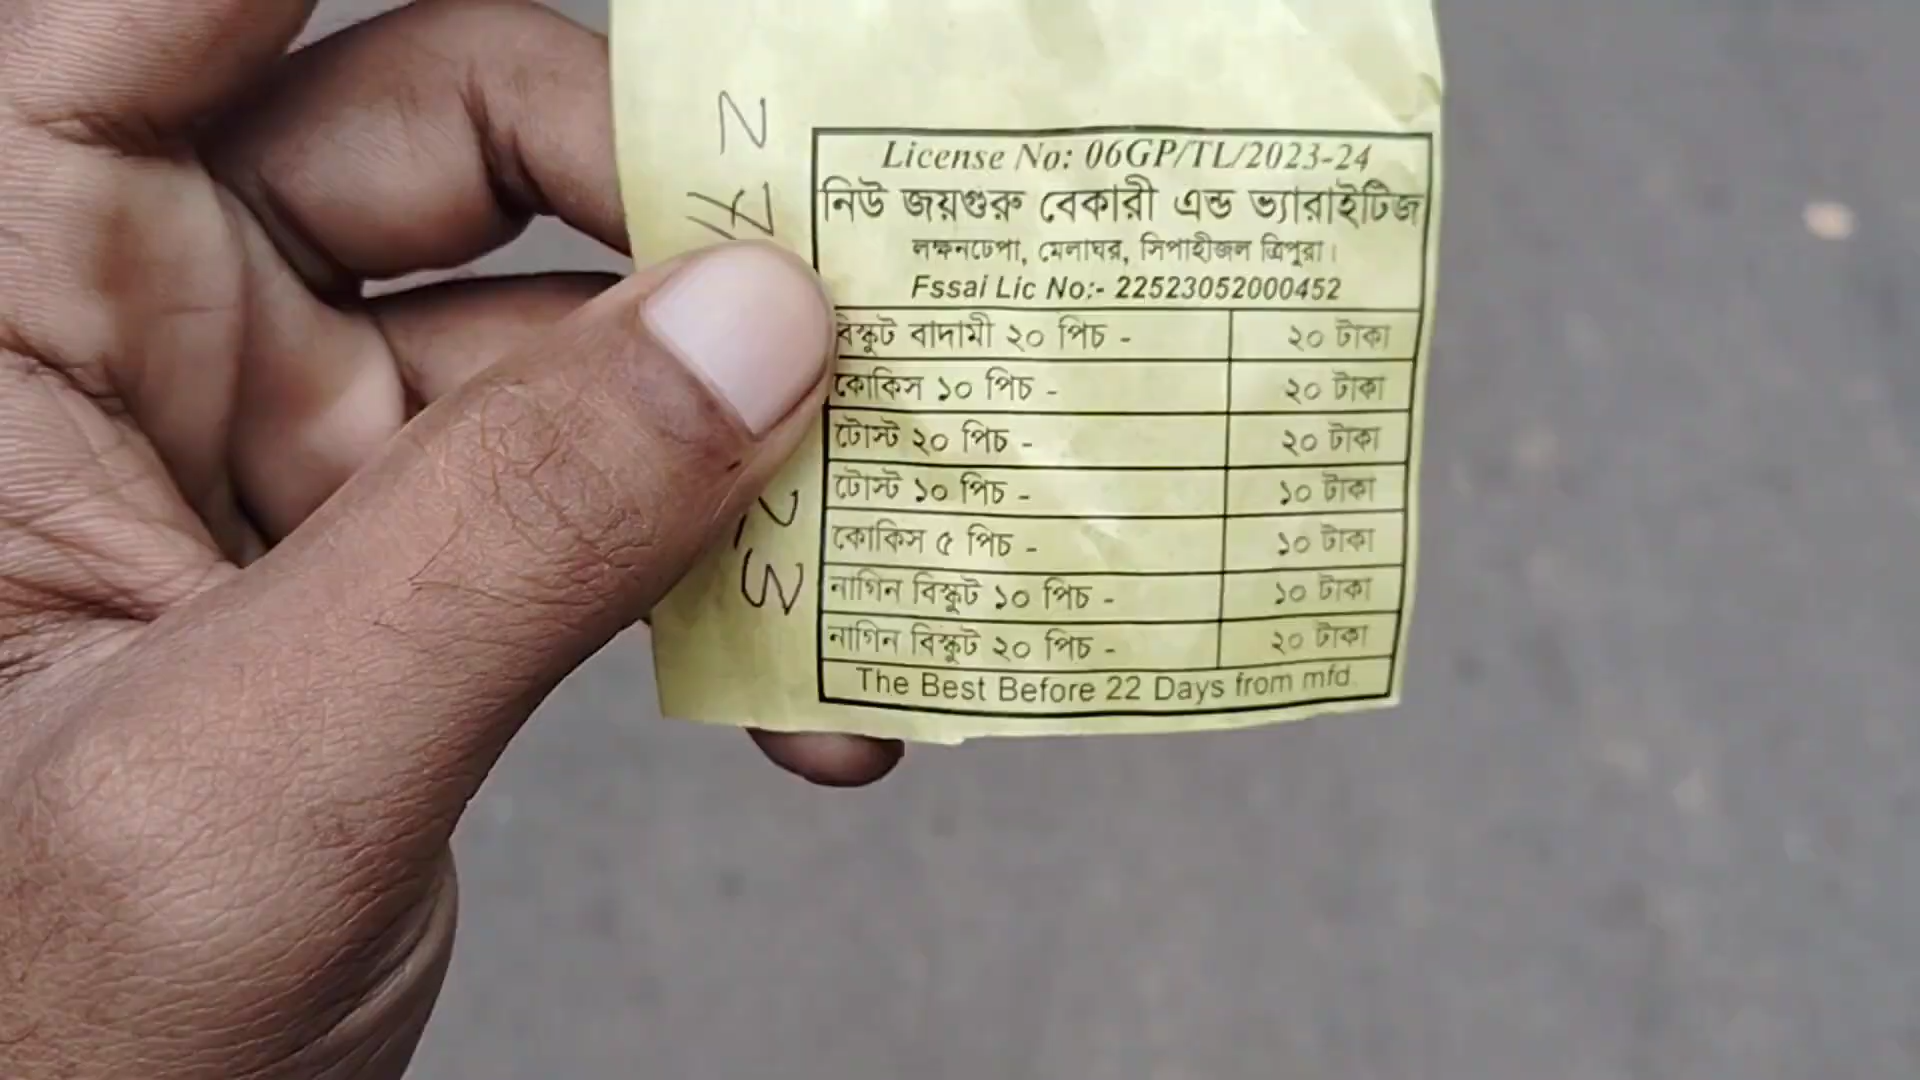 License No: 06GP/TL/2023-24
নিউ জয়গুরু বেকারী এন্ড ভ্যারাইটিজ
লক্ষনঢেপা, মেলাঘর, সিপাহীজল ত্রিপুরা।
Fssai Lic No:- 22523052000452
বিস্কুট বাদামী ২০ পিচ - ২০ টাকা
কোকিস ১০ পিচ - ২০ টাকা
টোস্ট ২০ পিচ - ২০ টাকা
টোস্ট ১০ পিচ - ১০ টাকা
কোকিস ৫ পিচ - ১০ টাকা
নাগিন বিস্কুট ১০ পিচ - ১০ টাকা
নাগিন বিস্কুট ২০ পিচ - ২০ টাকা
The Best Before 22 Days from mfd.